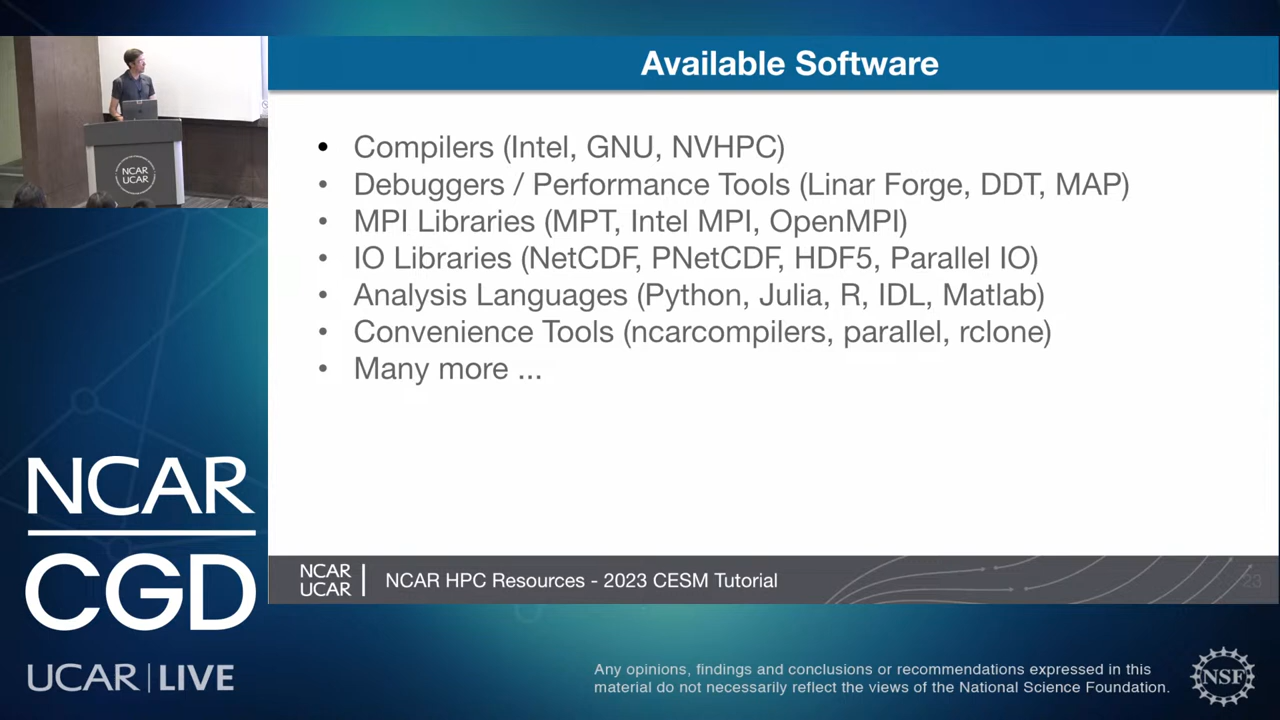 Available Software
• Compilers (Intel, GNU, NVHPC)
• Debuggers / Performance Tools (Linar Forge, DDT, MAP)
• MPI Libraries (MPT, Intel MPI, OpenMPI)
• IO Libraries (NetCDF, PNetCDF, HDF5, Parallel IO)
• Analysis Languages (Python, Julia, R, IDL, Matlab)
• Convenience Tools (ncarcompilers, parallel, rclone)
• Many more ...
NCAR
UCAR
NCAR
CGD
UCAR | LIVE
NCAR
UCAR
NCAR HPC Resources - 2023 CESM Tutorial
23
Any opinions, findings and conclusions or recommendations expressed in this
material do not necessarily reflect the views of the National Science Foundation.
NSF